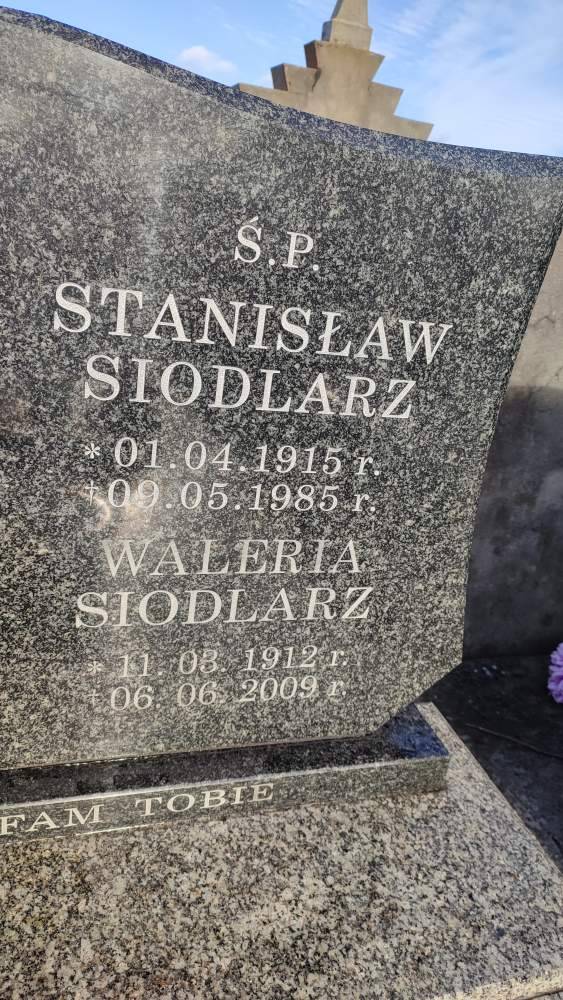 Ś.P.
STANISŁAW
SIODLARZ
*01.04.1915 r.
†09.05.1985 r.
WALERIA
SIODLARZ
* 11. 03. 1912 r.
† 06. 06. 2009 r.
FAM TOBIE